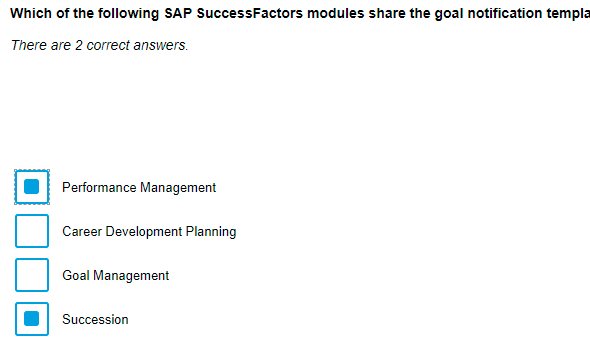 Which of the following SAP SuccessFactors modules share the goal notification
There are 2 correct answers.
Performance Management
Career Development Planning
Goal Management
Succession